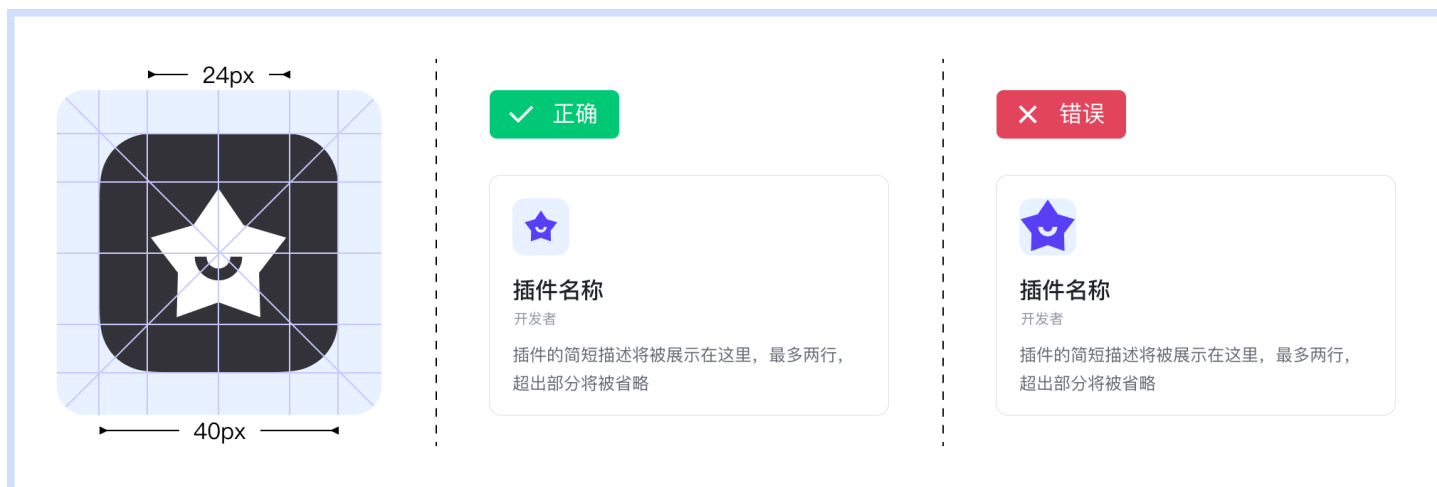 24px
40px
正确
插件名称
开发者
插件的简短描述将被展示在这里，最多两行，
超出部分将被省略
错误
插件名称
开发者
插件的简短描述将被展示在这里，最多两行，
超出部分将被省略